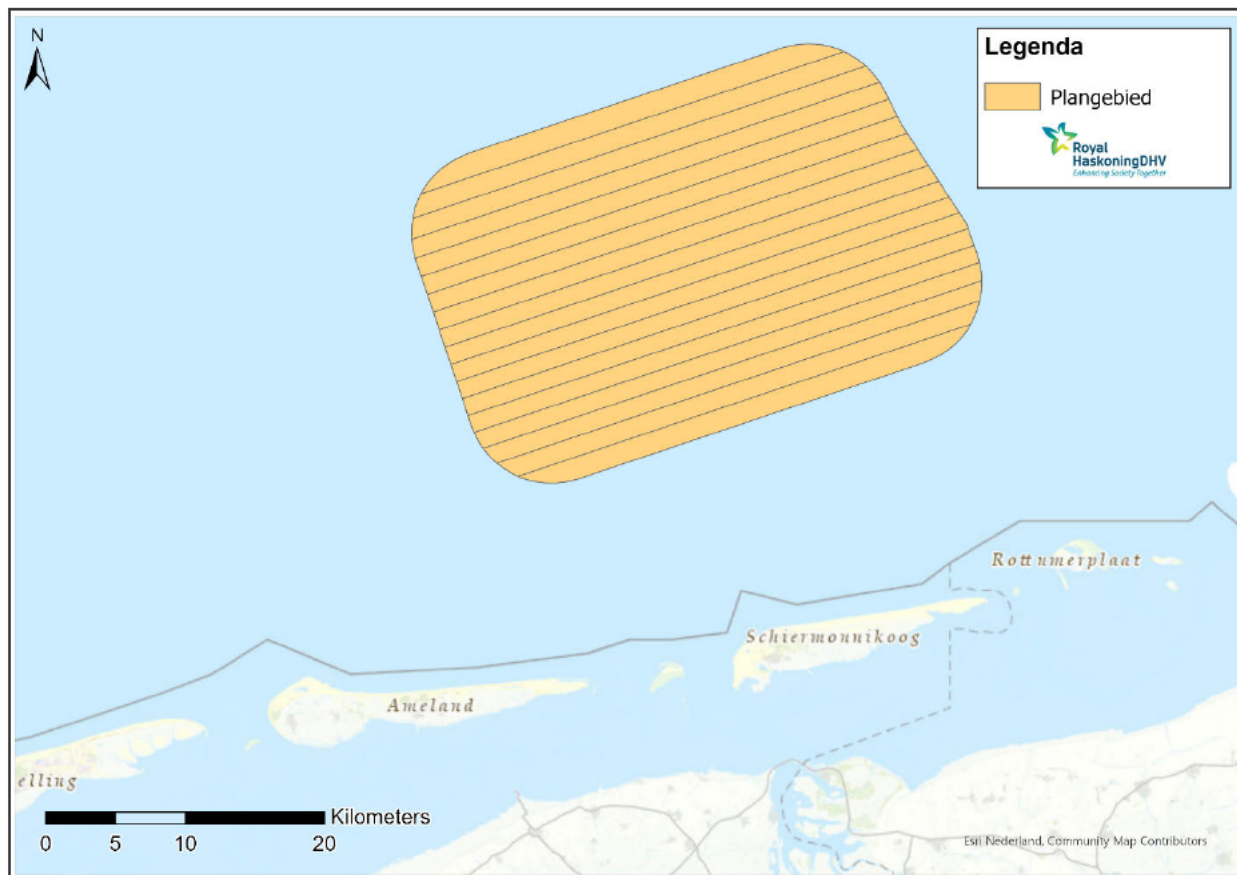 N
Legenda
Plangebied
Royal
HaskoningDHV
Enhancing Society Together
Rottumerplaat
Schiermonnikoog
Ameland
elling
Kilometers
0 5 10 20
Esri Nederland, Community Map Contributors